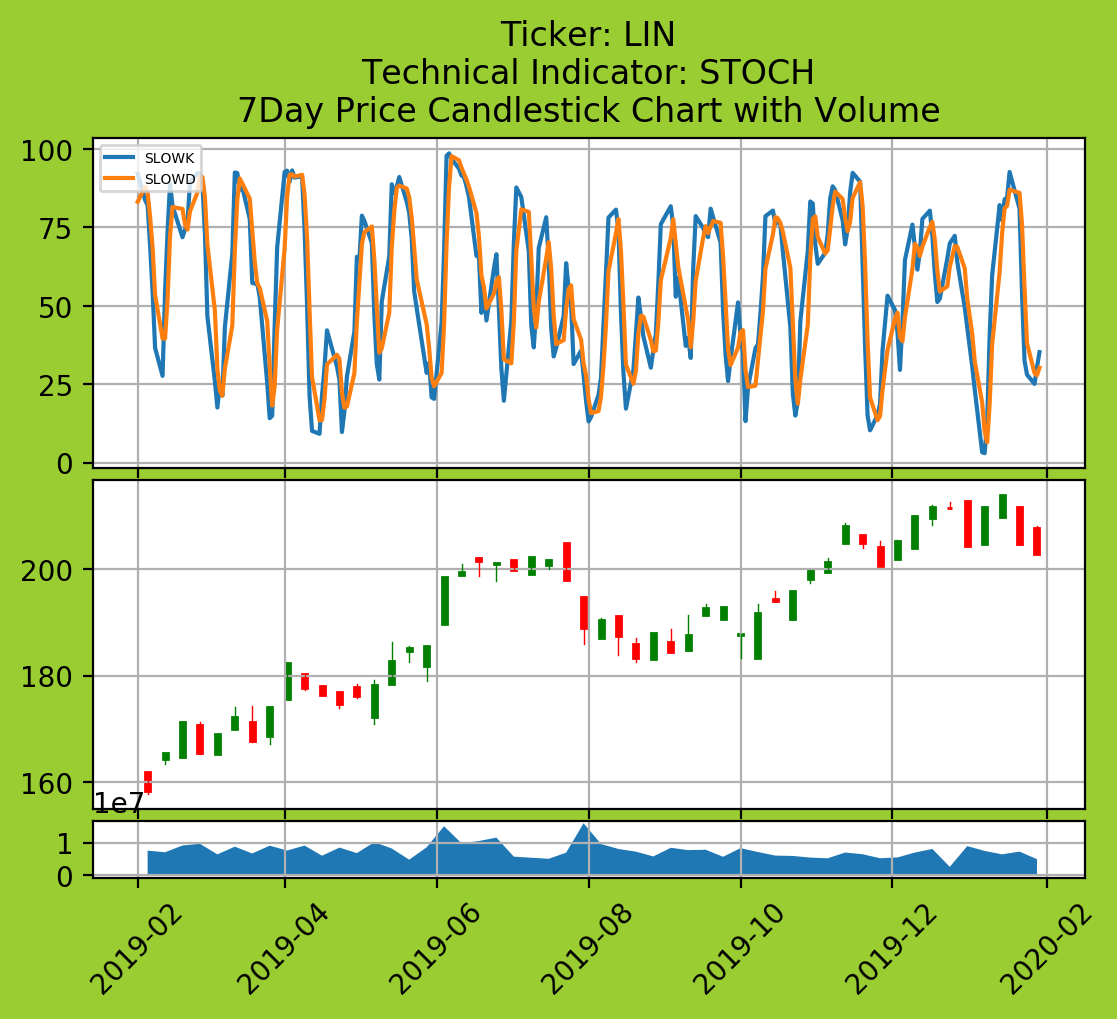 Ticker: LIN
Technical Indicator: STOCH
7Day Price Candlestick Chart with Volume
100
75
50
25
0
SLOWK
SLOWD
200
180
160
1e7
1
0
2019-02
2019-04
2019-06
2019-08
2019-10
2019-12
2020-02